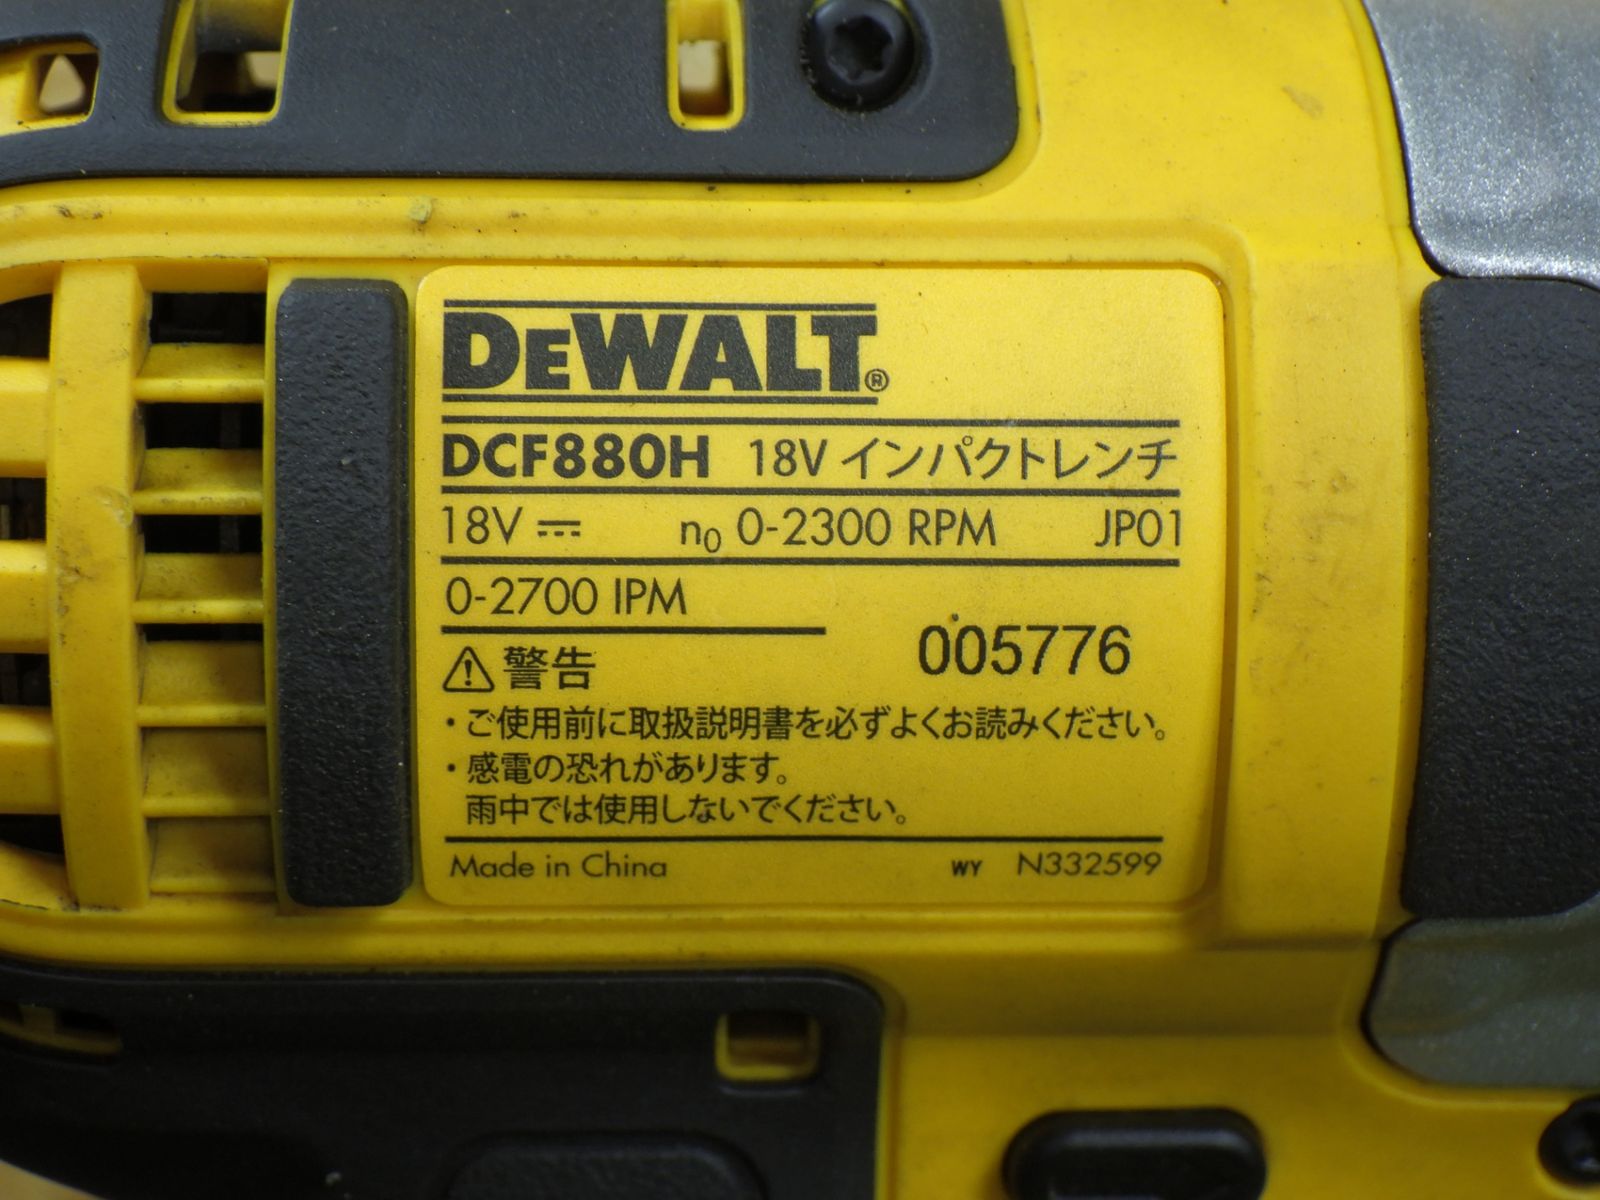 DEWALT®
DCF880H 18V インパクトレンチ
18V n0 0-2300 RPM JP01
0-2700 IPM
005776
警告
・ご使用前に取扱説明書を必ずよくお読みください。
・感電の恐れがあります。
雨中では使用しないでください。
Made in China WY N332599